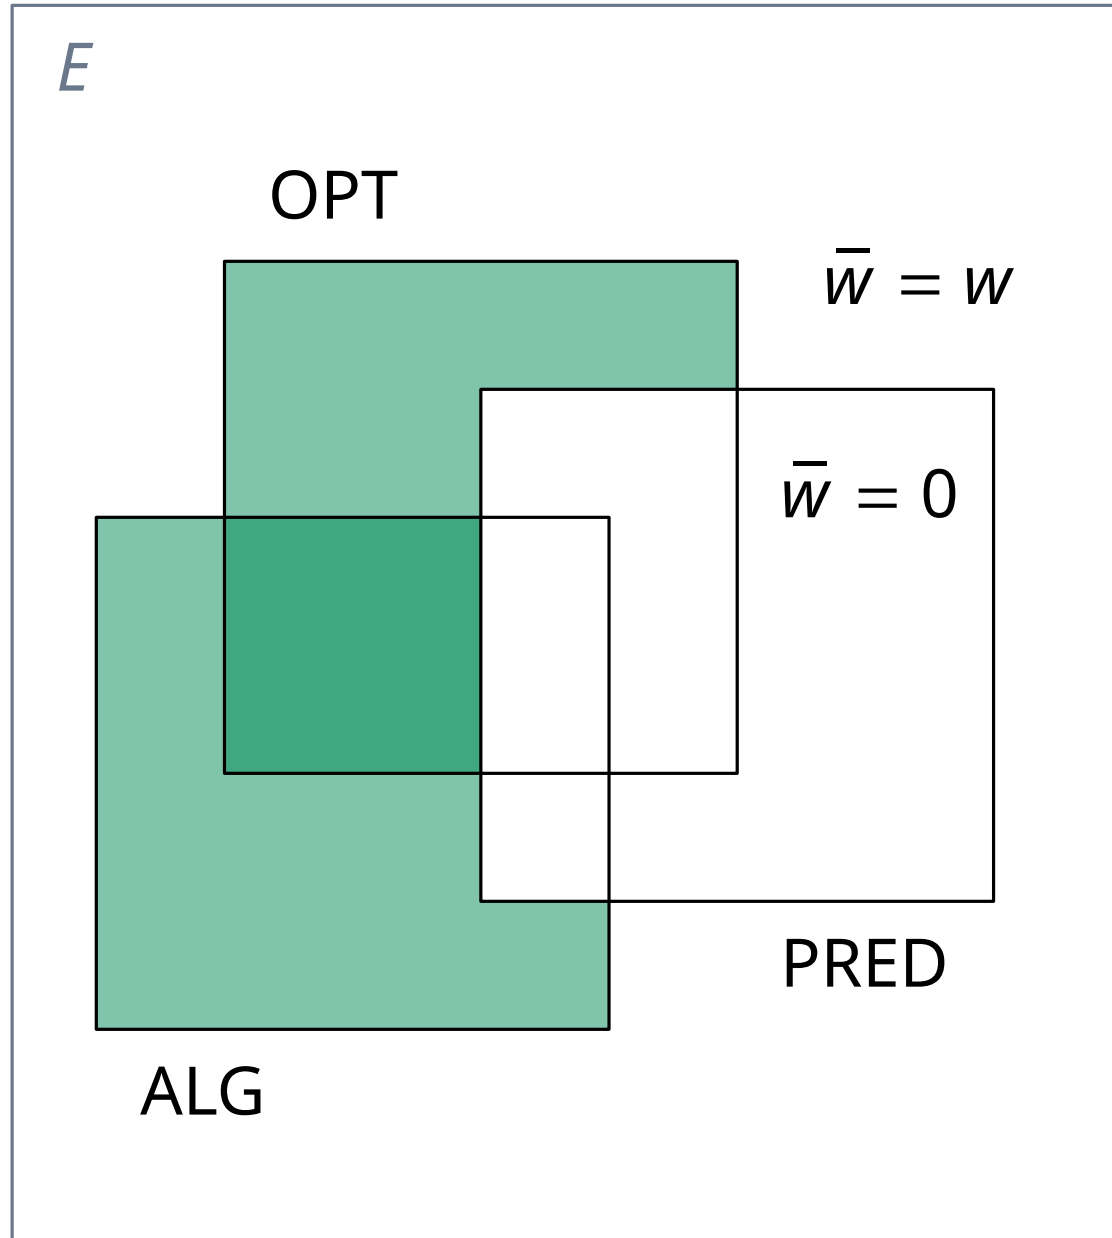 E
OPT
w̅ = w
w̅ = 0
PRED
ALG